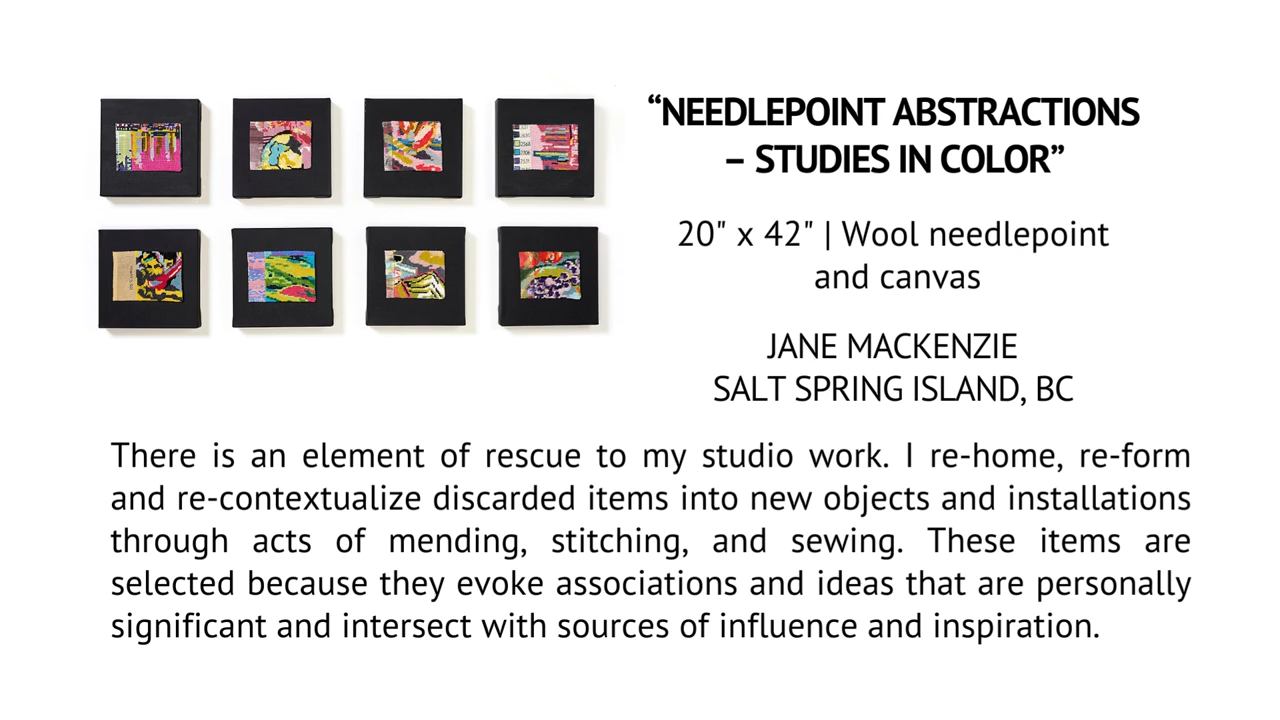 “NEEDLEPOINT ABSTRACTIONS
– STUDIES IN COLOR”
20" x 42" | Wool needlepoint
and canvas
JANE MACKENZIE
SALT SPRING ISLAND, BC
There is an element of rescue to my studio work. I re-home, re-form
and re-contextualize discarded items into new objects and installations
through acts of mending, stitching, and sewing. These items are
selected because they evoke associations and ideas that are personally
significant and intersect with sources of influence and inspiration.